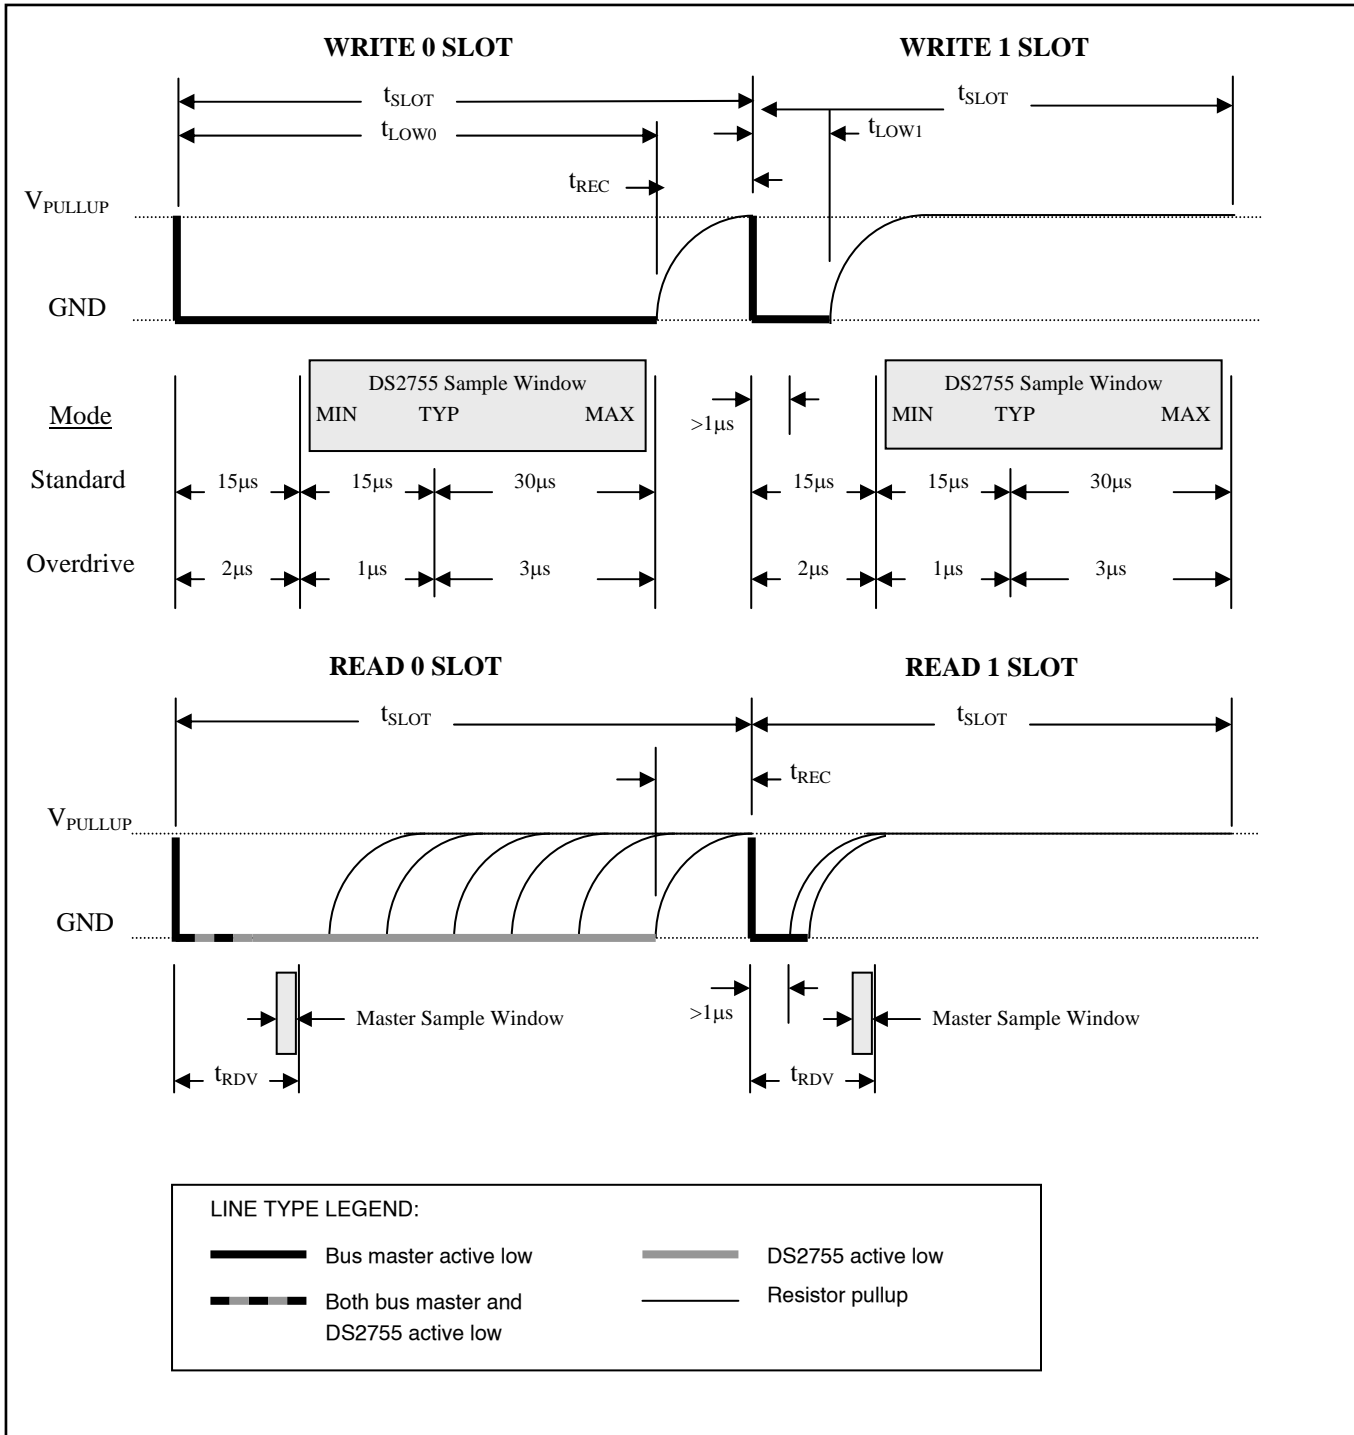 WRITE 0 SLOT WRITE 1 SLOT
tSLOT tSLOT
tLOW0 tLOW1
tREC
VPULLUP
GND
DS2755 Sample Window DS2755 Sample Window
Mode MIN TYP MAX >1µs MIN TYP MAX
Standard 15µs 15µs 30µs 15µs 15µs 30µs
Overdrive 2µs 1µs 3µs 2µs 1µs 3µs
READ 0 SLOT READ 1 SLOT
tSLOT tSLOT
tREC
VPULLUP
GND
>1µs
Master Sample Window Master Sample Window
tRDV tRDV
LINE TYPE LEGEND:
Bus master active low DS2755 active low
Both bus master and Resistor pullup
DS2755 active low